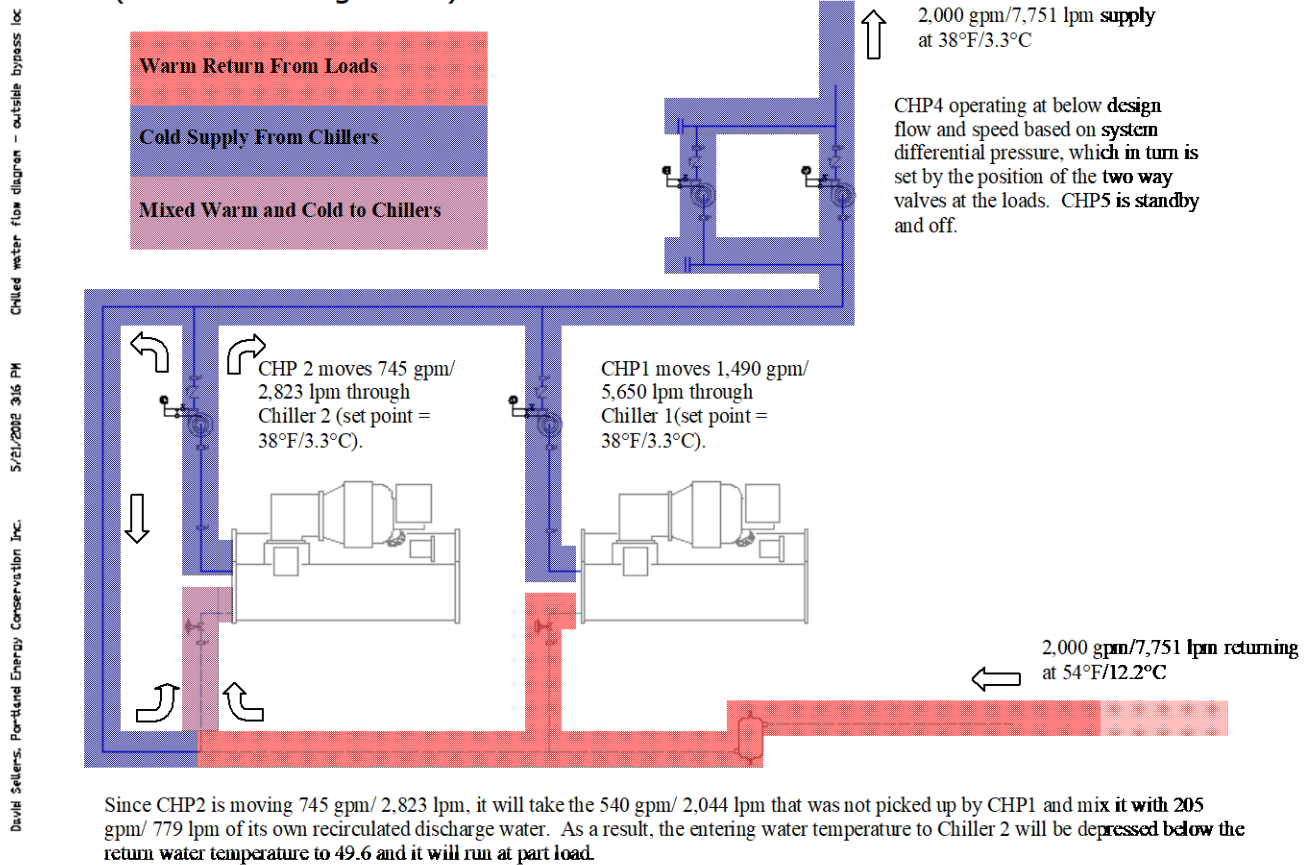 2,000 gpm/7,751 lpm supply
at 38°F/3.3°C
Warm Return From Loads
Cold Supply From Chillers
Mixed Warm and Cold to Chillers
CHP4 operating at below design
flow and speed based on system
differential pressure, which in turn is
set by the position of the two way
valves at the loads. CHP5 is standby
and off.
CHP 2 moves 745 gpm/
2,823 lpm through
Chiller 2 (set point =
38°F/3.3°C).
CHP1 moves 1,490 gpm/
5,650 lpm through
Chiller 1(set point =
38°F/3.3°C).
2,000 gpm/7,751 lpm returning
at 54°F/12.2°C
Since CHP2 is moving 745 gpm/ 2,823 lpm, it will take the 540 gpm/ 2,044 lpm that was not picked up by CHP1 and mix it with 205
gpm/ 779 lpm of its own recirculated discharge water. As a result, the entering water temperature to Chiller 2 will be depressed below the
return water temperature to 49.6 and it will run at part load.
David Sellers, Portland Energy Conservation Inc. 5/21/2002 3:16 PM Chilled water flow diagram - outside bypass loc